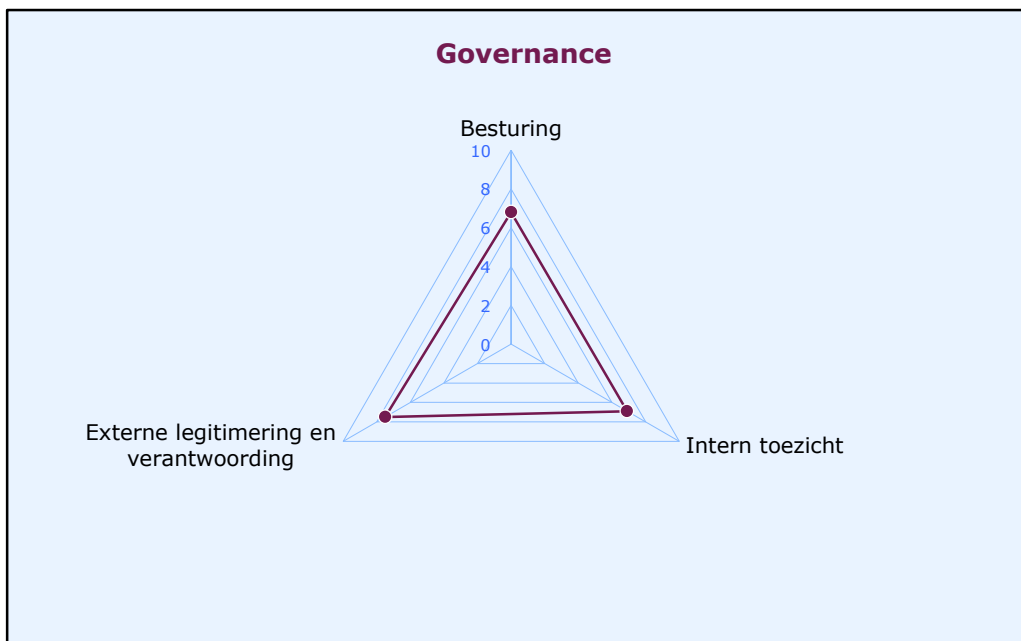 Governance
Besturing
10
8
6
4
2
0
Externe legitimering en
verantwoording
Intern toezicht